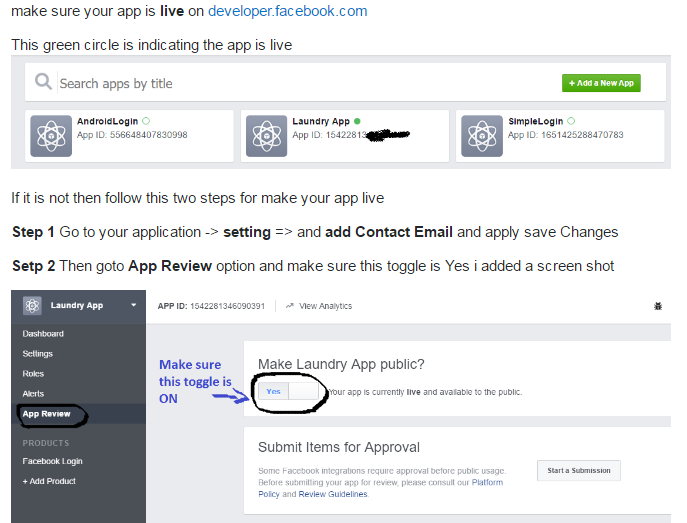 make sure your app is live on developer.facebook.com
This green circle is indicating the app is live
Search apps by title
+ Add a New App
AndroidLogin
App ID: 556648407830998
Laundry App
App ID: 15422813
SimpleLogin
App ID: 1651425288470783
If it is not then follow this two steps for make your app live
Step 1 Go to your application -> setting => and add Contact Email and apply save Changes
Setp 2 Then goto App Review option and make sure this toggle is Yes i added a screen shot
Laundry App
APP ID: 1542281346090391
View Analytics
Dashboard
Settings
Roles
Alerts
App Review
PRODUCTS
Facebook Login
+ Add Product
Make sure
this toggle is
ON
Make Laundry App public?
Yes
Your app is currently live and available to the public.
Submit Items for Approval
Some Facebook integrations require approval before public usage.
Before submitting your app for review, please consult our Platform
Policy and Review Guidelines.
Start a Submission